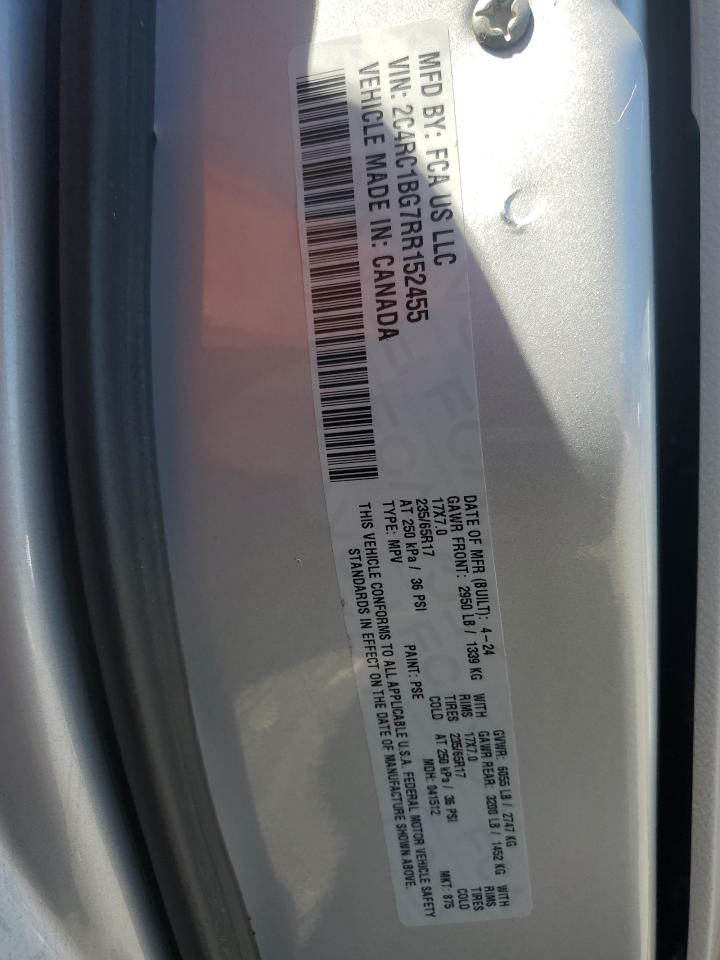 MFD BY: FCA US LLC
VIN: 2C4RC1BG7RR152455
VEHICLE MADE IN: CANADA
DATE OF MFR (BUILT): 4-24 GVWR: 6055 LB / 2747 KG
GAWR FRONT: 2950 LB / 1339 KG WITH GAWR REAR: 3200 LB / 1452 KG WITH
17X7.0 RIMS 17X7.0 RIMS
235/65R17 TIRES 235/65R17 TIRES
AT 250 kPa / 36 PSI COLD AT 250 kPa / 36 PSI COLD
TYPE: MPV PAINT: PSE MDH: 041512 MKT: 875
THIS VEHICLE CONFORMS TO ALL APPLICABLE U.S.A. FEDERAL MOTOR VEHICLE SAFETY
STANDARDS IN EFFECT ON THE DATE OF MANUFACTURE SHOWN ABOVE.